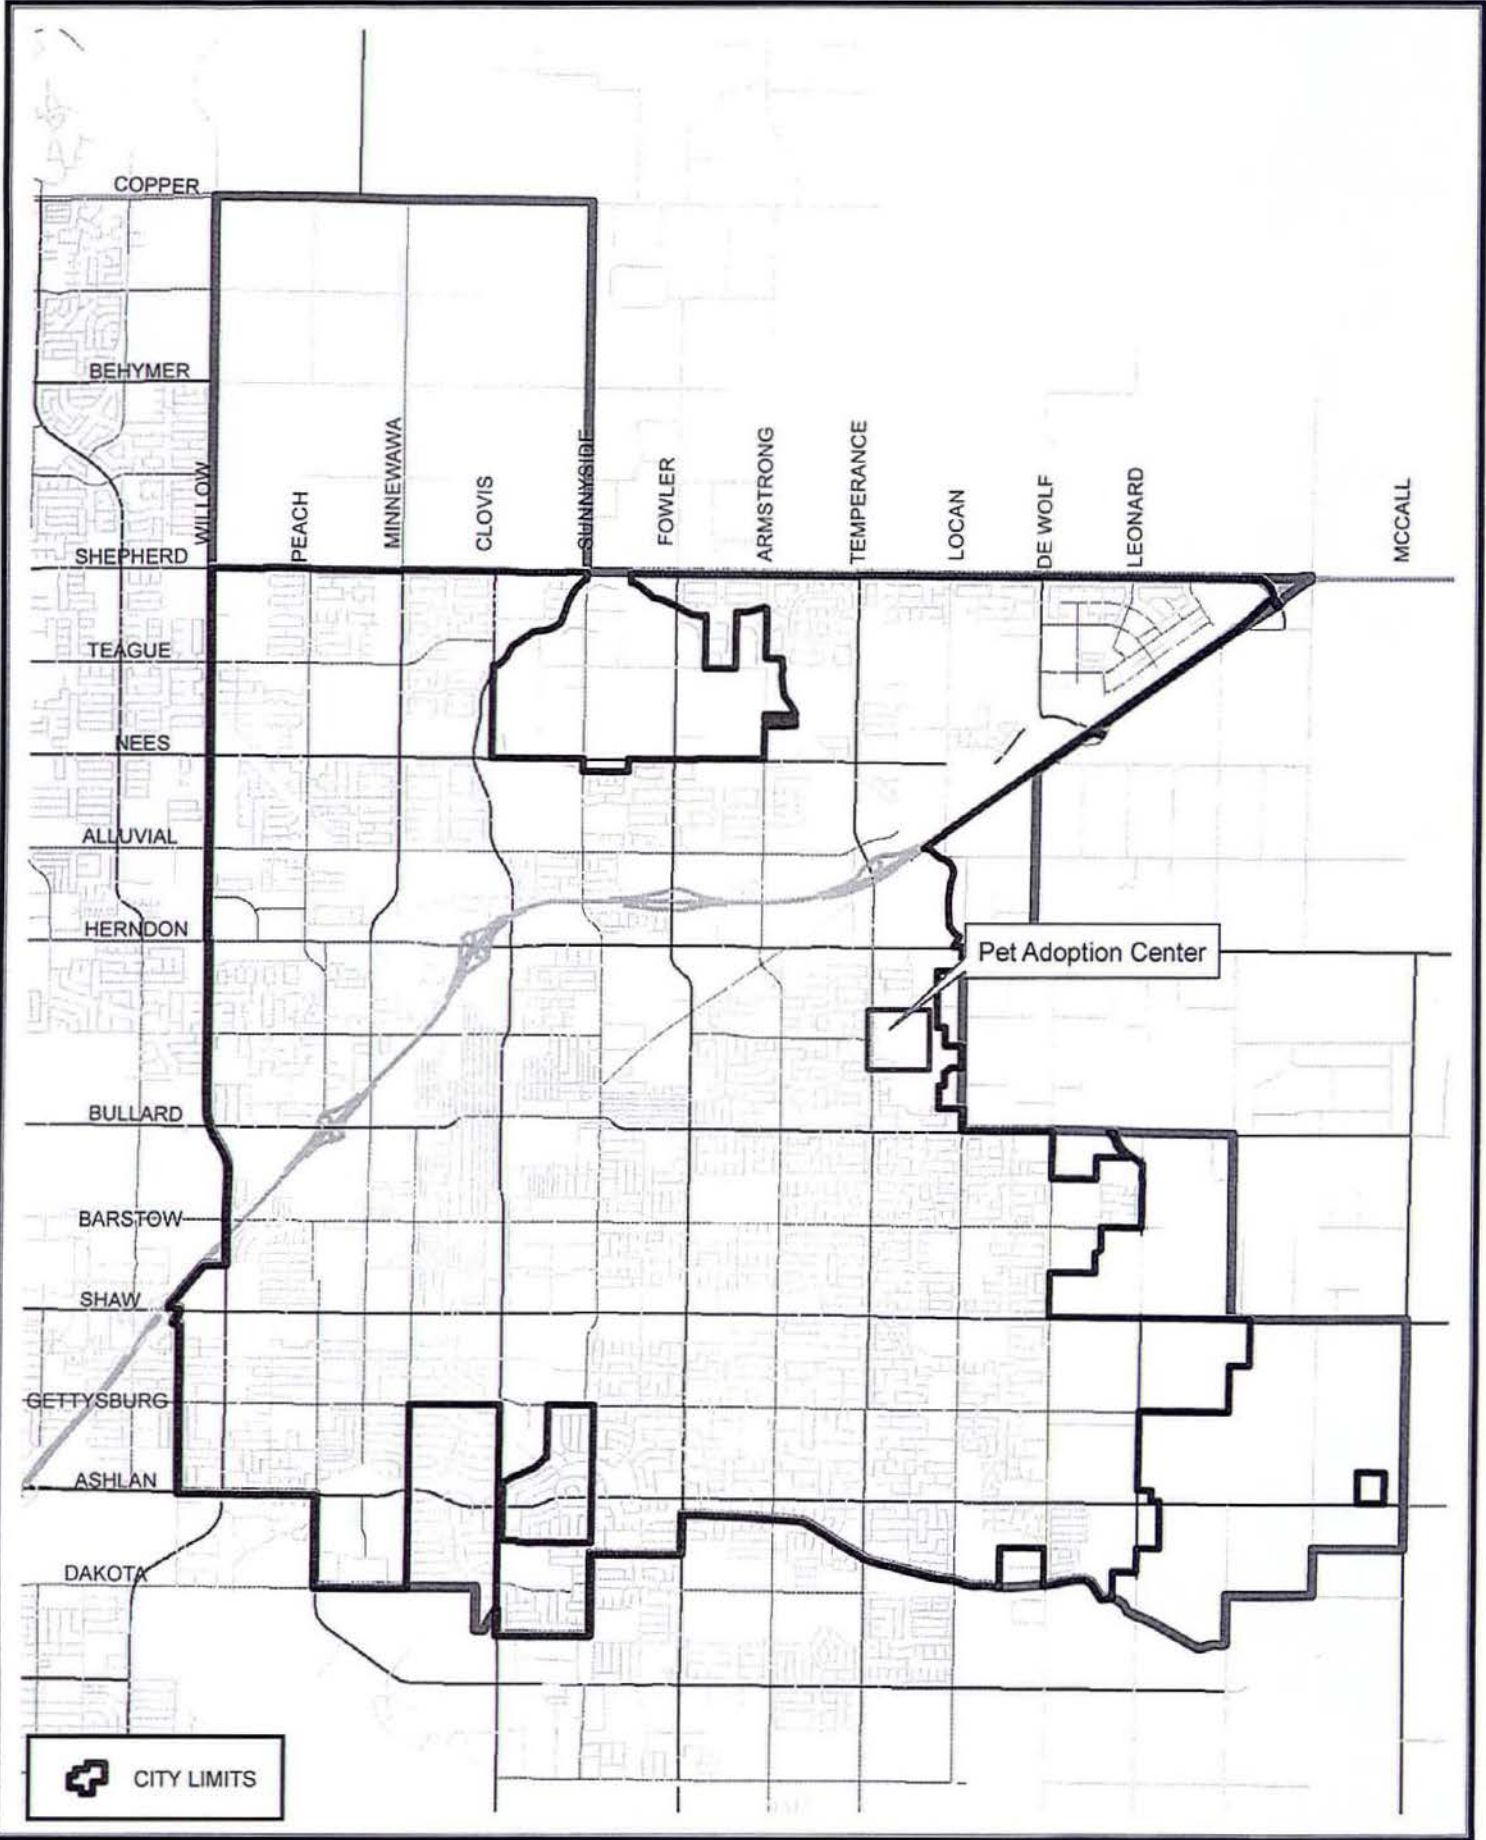 COPPER
BEHYMER
WILLOW
PEACH
MINNEWAWA
CLOVIS
SUNNYSIDE
FOWLER
ARMSTRONG
TEMPERANCE
LOCAN
DE WOLF
LEONARD
MCCALL
SHEPHERD
TEAGUE
NEES
ALLUVIAL
HERNDON
Pet Adoption Center
BULLARD
BARSTOW
SHAW
GETTYSBURG
ASHLAN
DAKOTA
CITY LIMITS